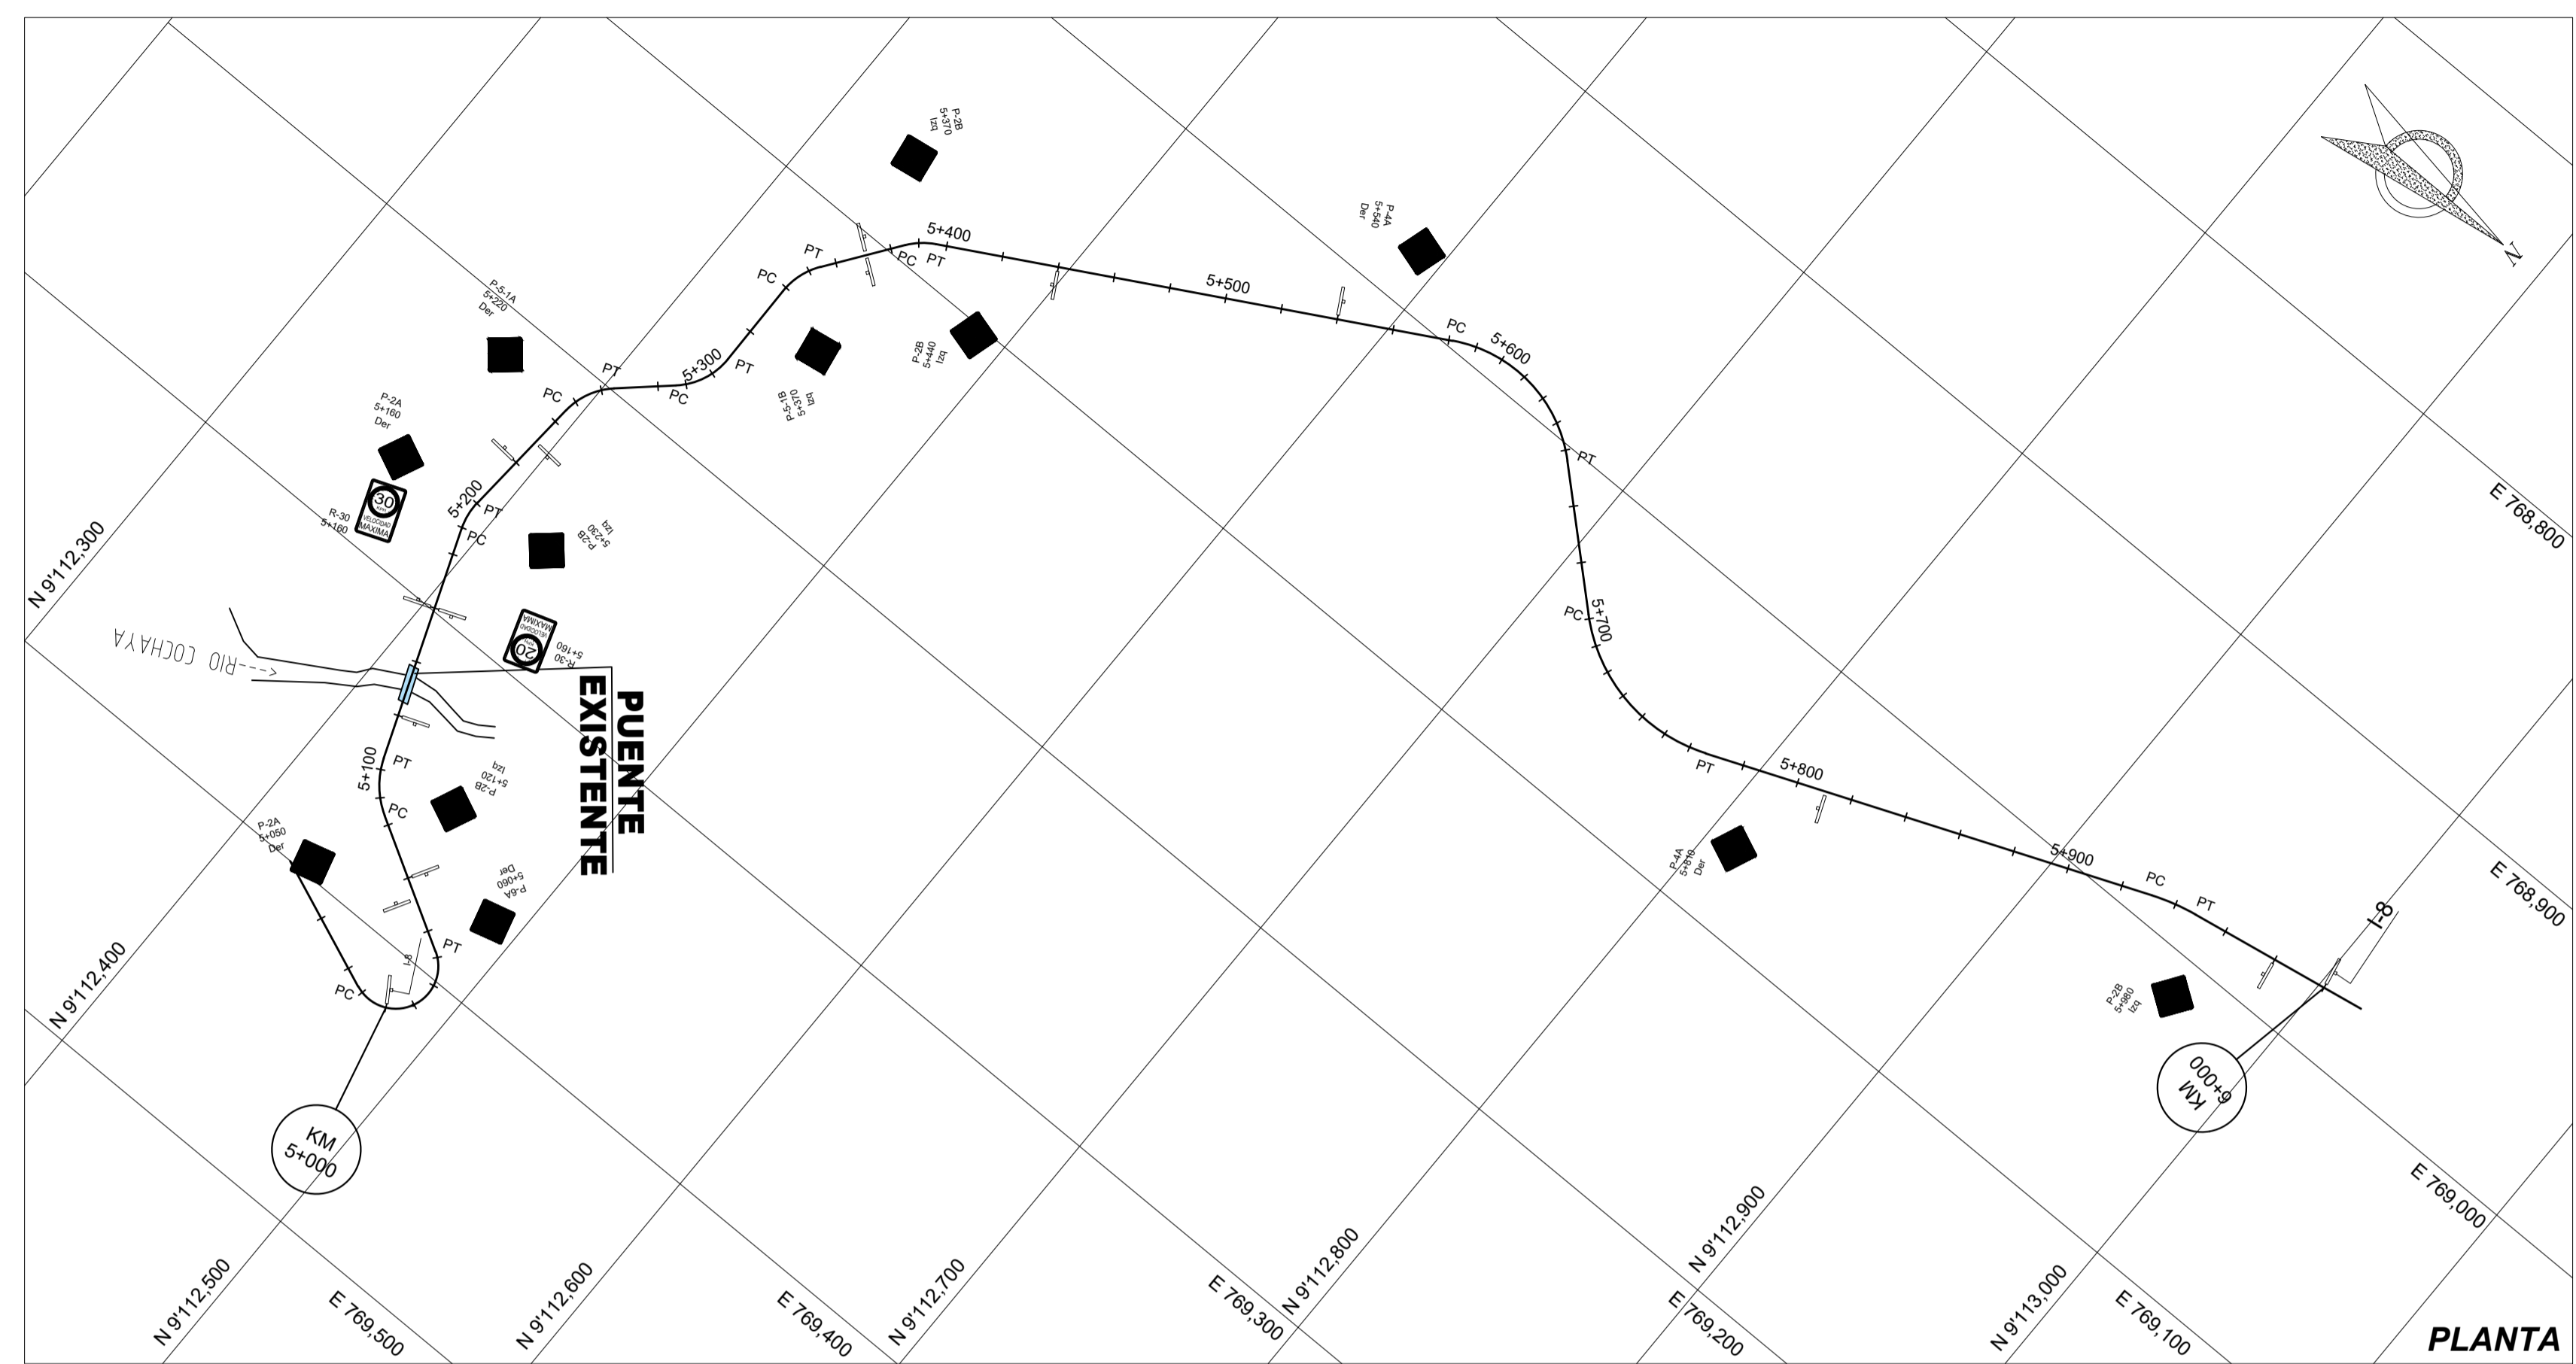 P-2B
5+370
Izq
P-4A
5+540
Der
N
5+400
PT
PC
PT
PC
5+500
P-5-1A
5+220
Der
PC
5+600
P-2B
5+440
Izq
PT
5+300
PT
PC
PC
P-5-1B
5+370
Izq
P-2A
5+160
Der
PT
30
KPH
VELOCIDAD
MAXIMA
R-30
5+160
5+200
PT
PC
P-2B
5+230
Izq
E 768,800
N 9'112,300
20
KPH
VELOCIDAD
MAXIMA
R-30
5+160
PC
5+700
RIO COCHAYA
PUENTE
EXISTENTE
5+100
PT
P-2B
5+120
Izq
PC
PT
5+800
P-2A
5+050
Der
P-6A
5+060
Der
P-4A
5+810
Der
5+900
PC
PT
E 768,900
I-8
PT
I-8
PC
N 9'112,400
P-2B
5+980
Izq
KM
6+000
KM
5+000
E 769,000
N 9'112,500
E 769,500
N 9'112,600
E 769,400
N 9'112,700
E 769,300
N 9'112,800
N 9'112,900
E 769,200
N 9'113,000
E 769,100
PLANTA